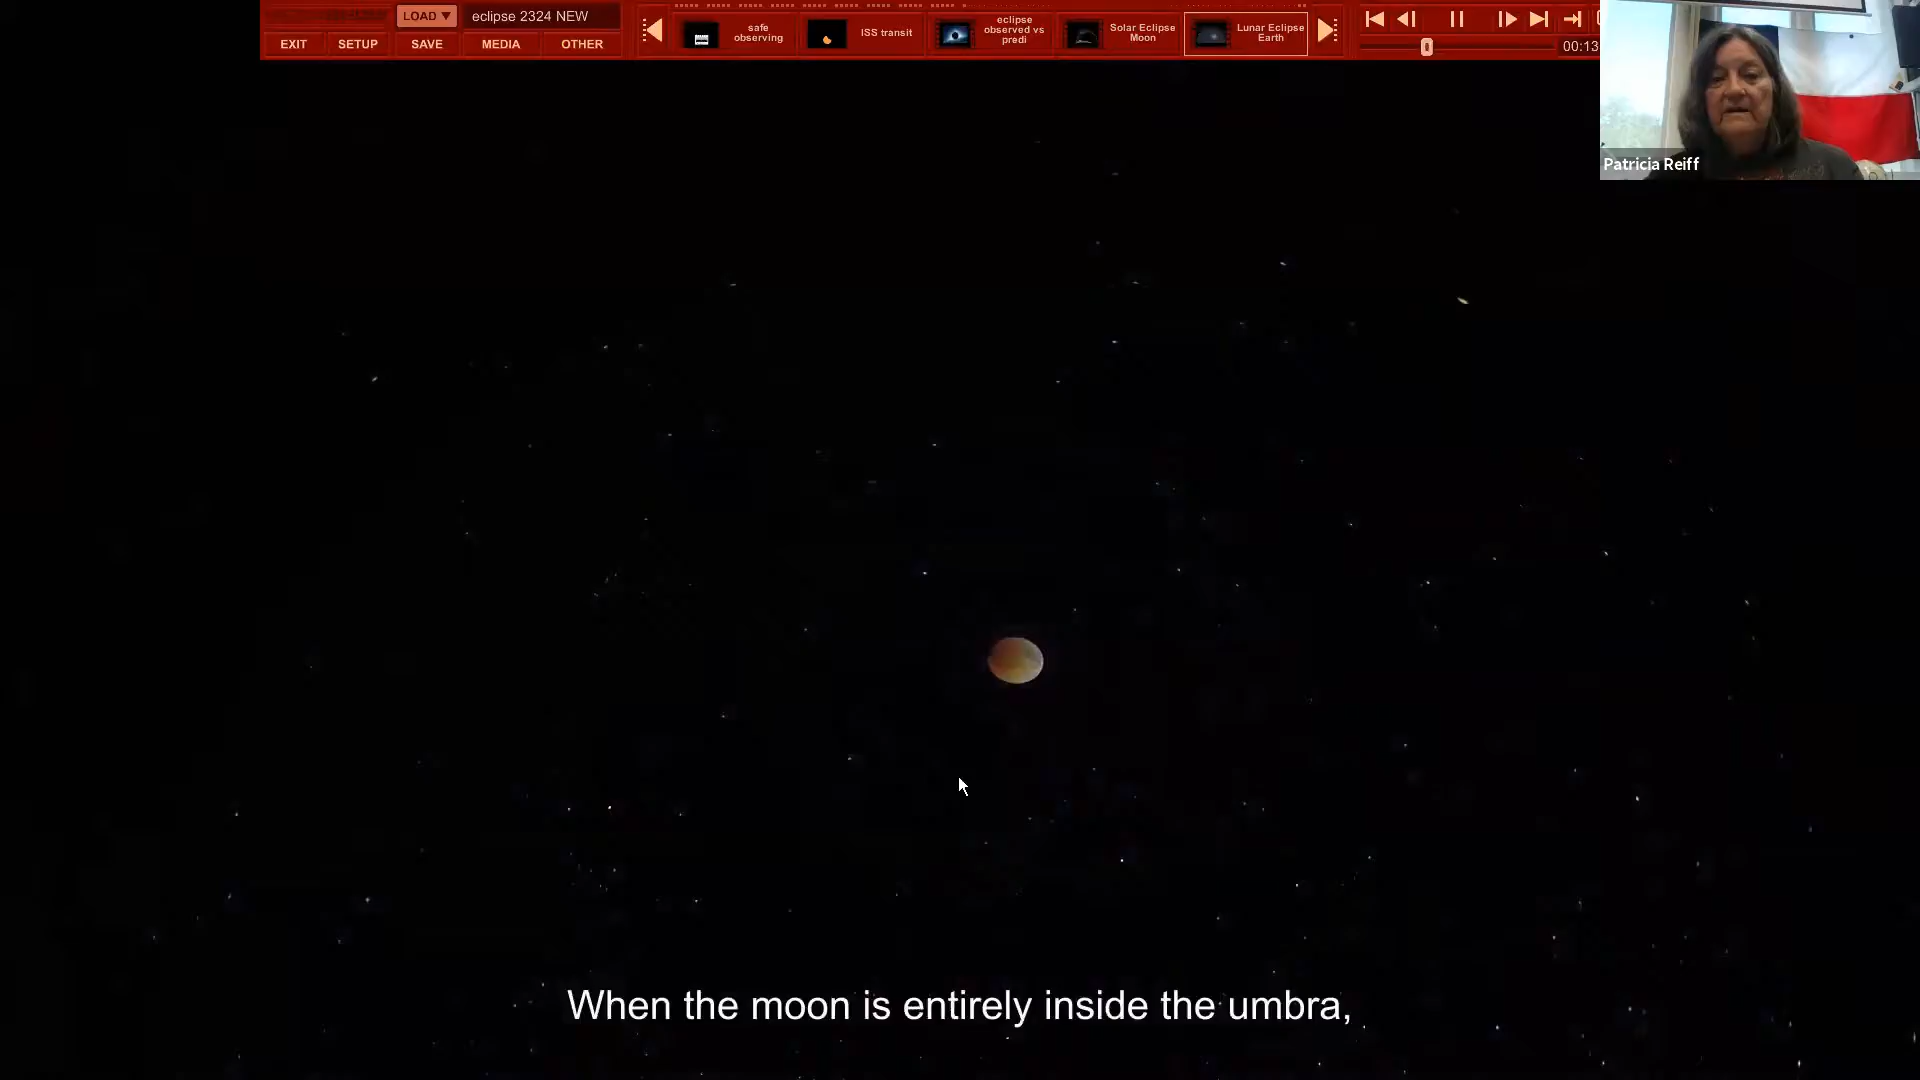 LOAD ▼
eclipse 2324 NEW
EXIT
SETUP
SAVE
MEDIA
OTHER
safe
observing
ISS transit
eclipse
observed vs
predi
Solar Eclipse
Moon
Lunar Eclipse
Earth
00:13
Patricia Reiff
When the moon is entirely inside the umbra,